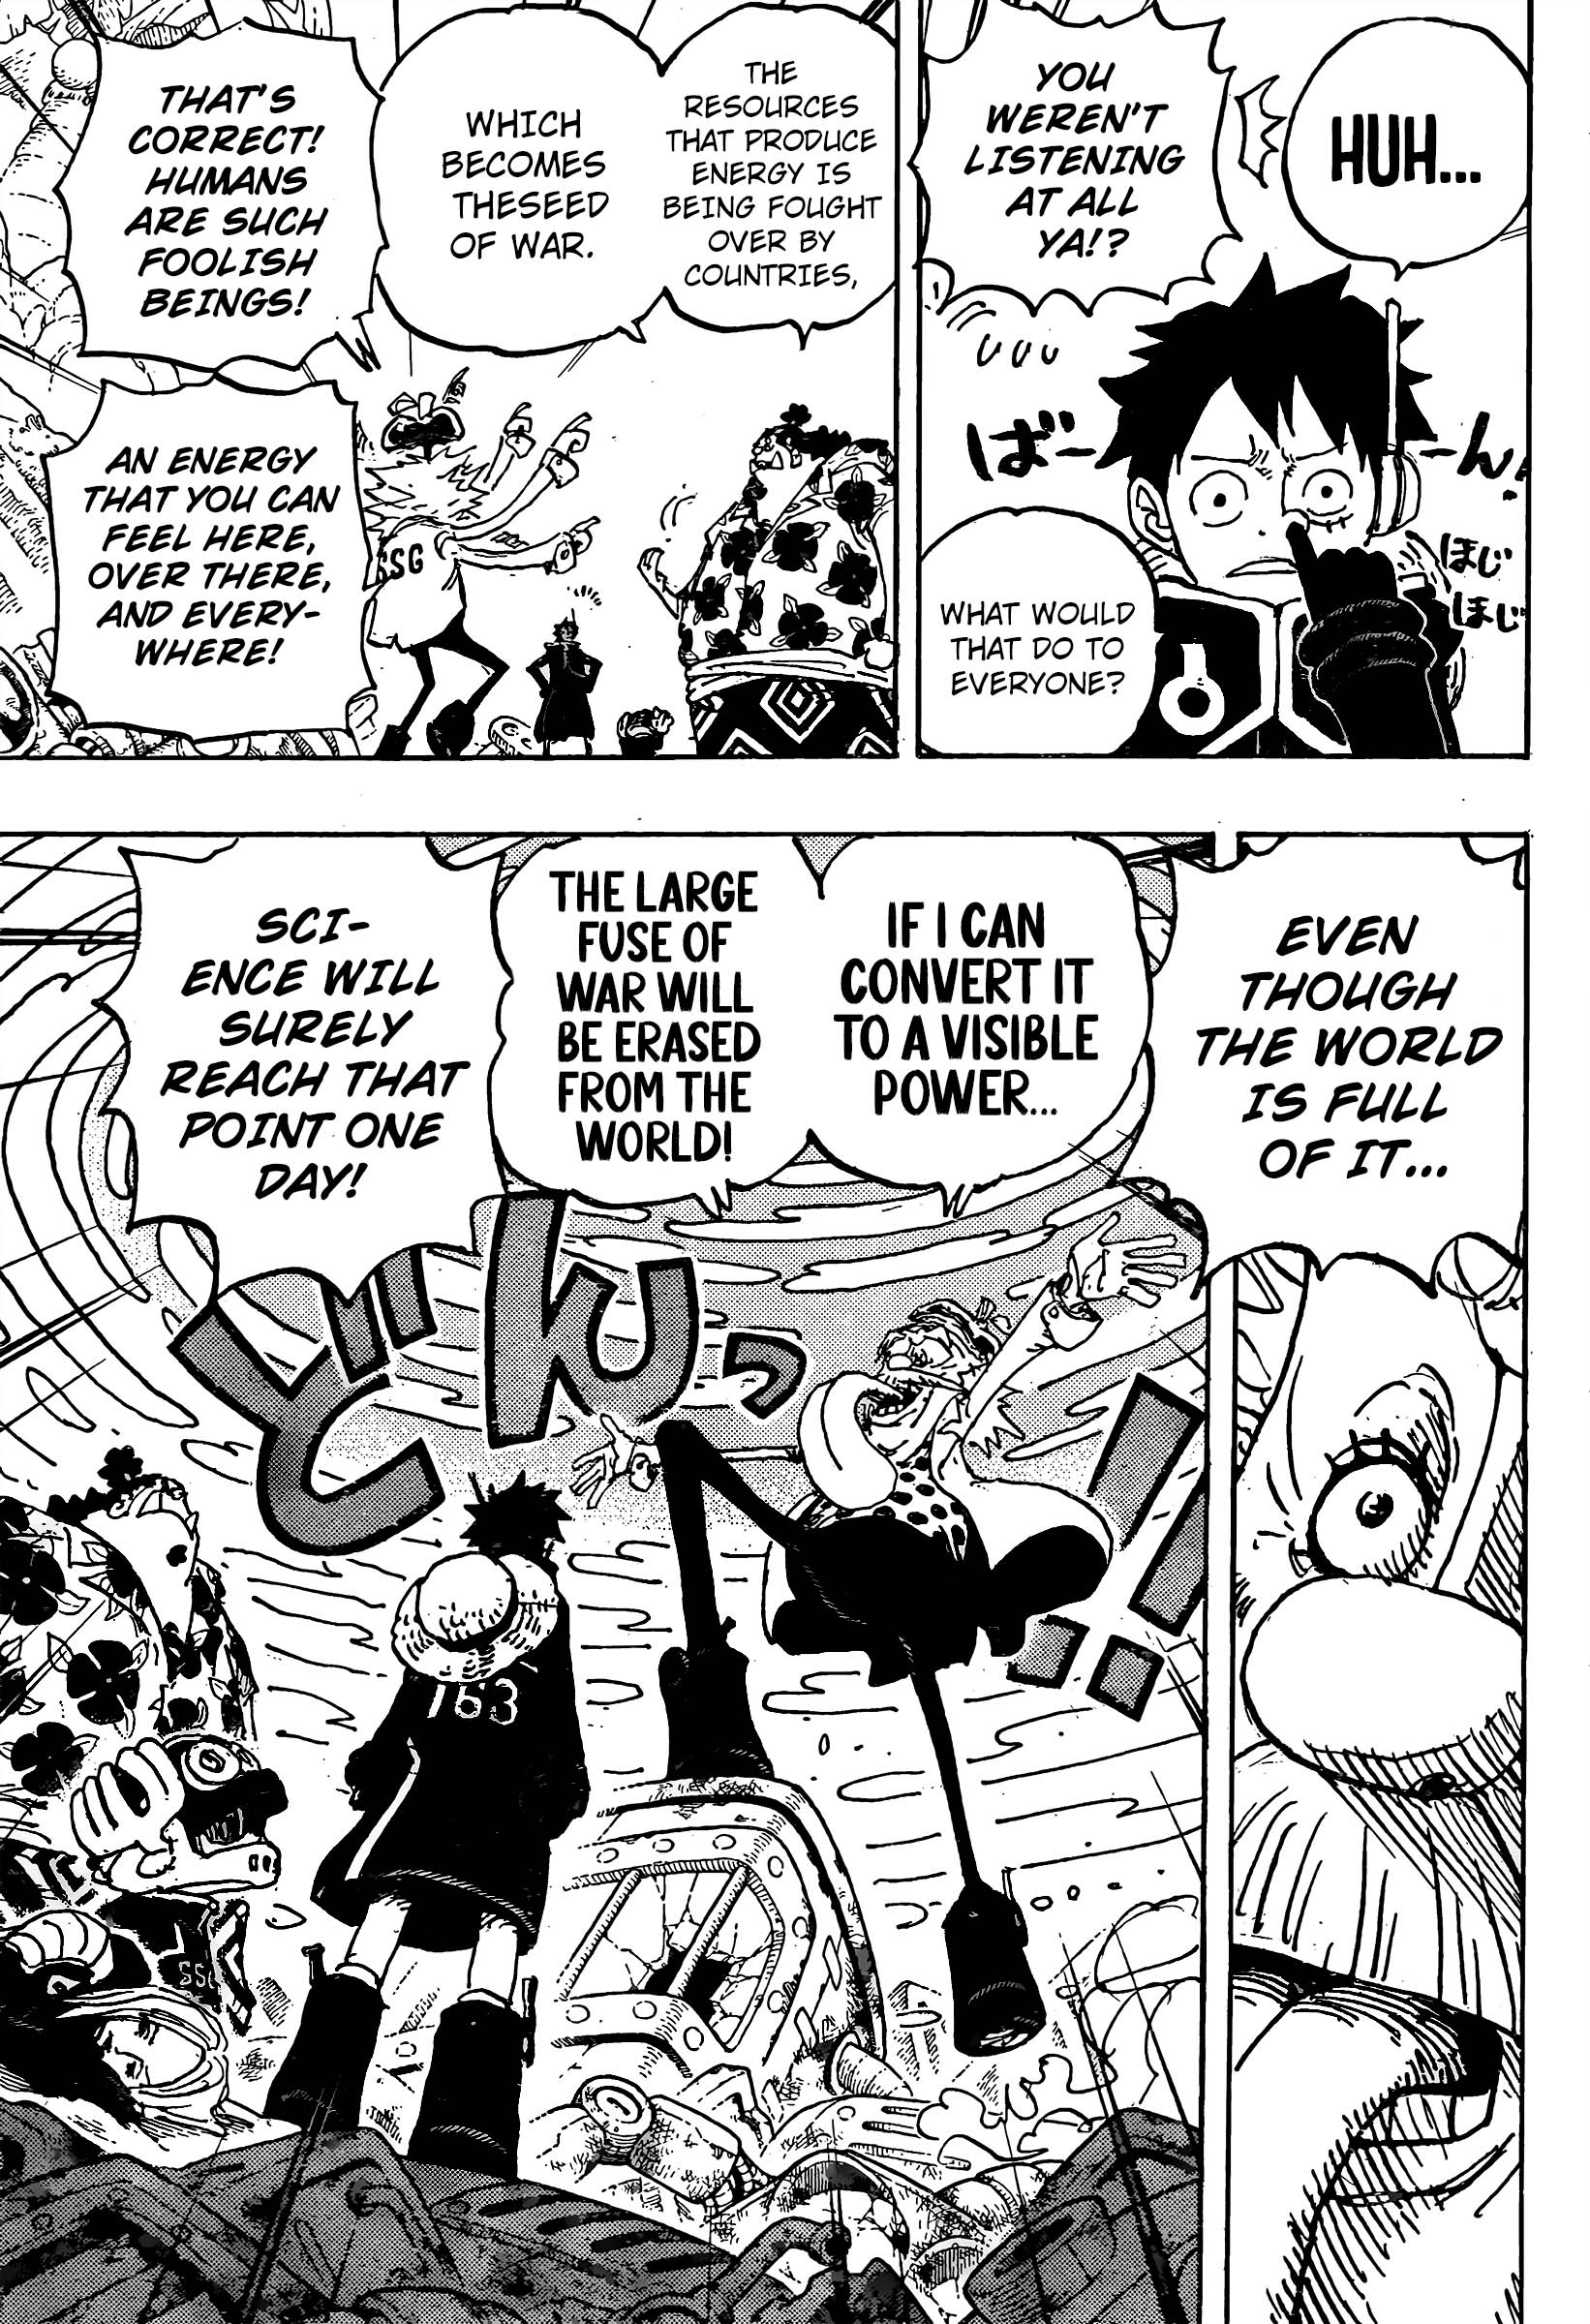 HUH...
YOU
WEREN'T
LISTENING
AT ALL
YA!?
ばーーん!
ほじ
ほじ
WHAT WOULD
THAT DO TO
EVERYONE?
THE
RESOURCES
THAT PRODUCE
ENERGY IS
BEING FOUGHT
OVER BY
COUNTRIES,
WHICH
BECOMES
THESEED
OF WAR.
THAT'S
CORRECT!
HUMANS
ARE SUCH
FOOLISH
BEINGS!
SSG
AN ENERGY
THAT YOU CAN
FEEL HERE,
OVER THERE,
AND EVERY-
WHERE!
EVEN
THOUGH
THE WORLD
IS FULL
OF IT...
IF I CAN
CONVERT IT
TO A VISIBLE
POWER...
THE LARGE
FUSE OF
WAR WILL
BE ERASED
FROM THE
WORLD!
SCI-
ENCE WILL
SURELY
REACH THAT
POINT ONE
DAY!
どんっ!!
163